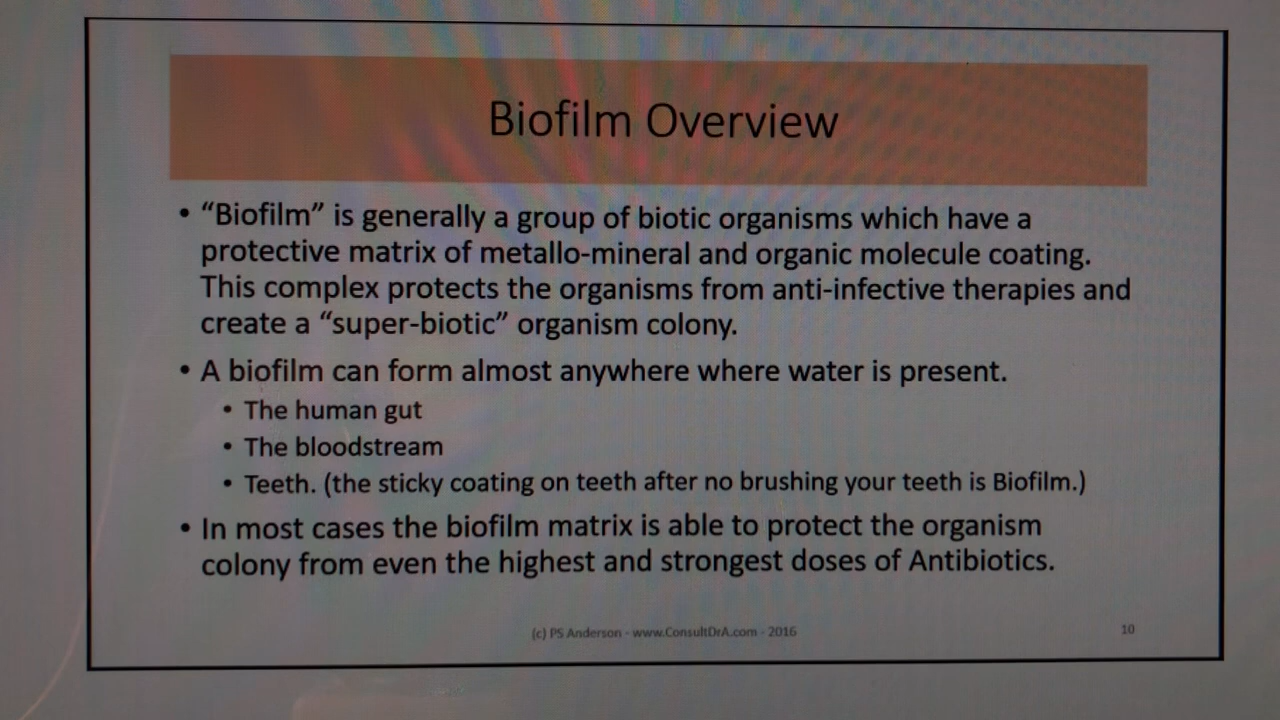 Biofilm Overview
• “Biofilm” is generally a group of biotic organisms which have a
protective matrix of metallo-mineral and organic molecule coating.
This complex protects the organisms from anti-infective therapies and
create a “super-biotic” organism colony.
• A biofilm can form almost anywhere where water is present.
• The human gut
• The bloodstream
• Teeth. (the sticky coating on teeth after no brushing your teeth is Biofilm.)
• In most cases the biofilm matrix is able to protect the organism
colony from even the highest and strongest doses of Antibiotics.
(c) PS Anderson - www.ConsultDrA.com - 2016
10